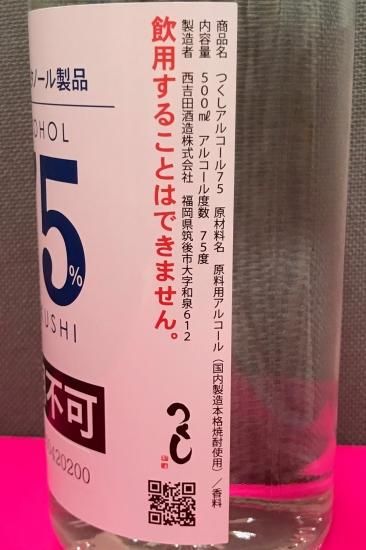 商品名 つくしアルコール75 原材料名 原料用アルコール(国内製造本格焼酎使用)/香料
内容量 500㎖ アルコール度数 75度
製造者 西吉田酒造株式会社 福岡県筑後市大字和泉612
飲用することはできません。
つくし
ノール製品
OHOL
5%
USHI
不可
0420200